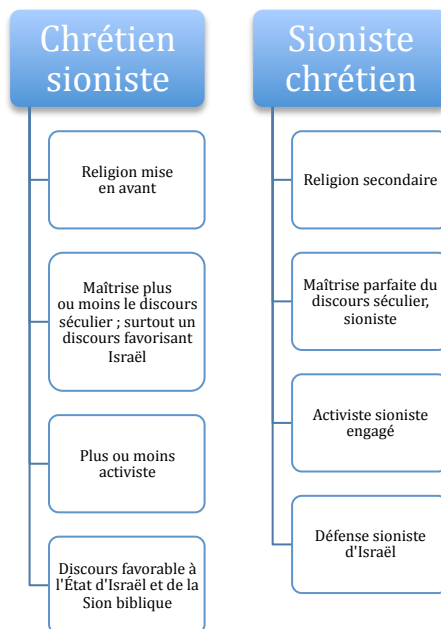 Chrétien
sioniste
Religion mise
en avant
Maîtrise plus
ou moins le discours
séculier ; surtout un
discours favorisant
Israël
Plus ou moins
activiste
Discours favorable à
l'État d'Israël et de la
Sion biblique
Sioniste
chrétien
Religion secondaire
Maîtrise parfaite du
discours séculier,
sioniste
Activiste sioniste
engagé
Défense sioniste
d'Israël